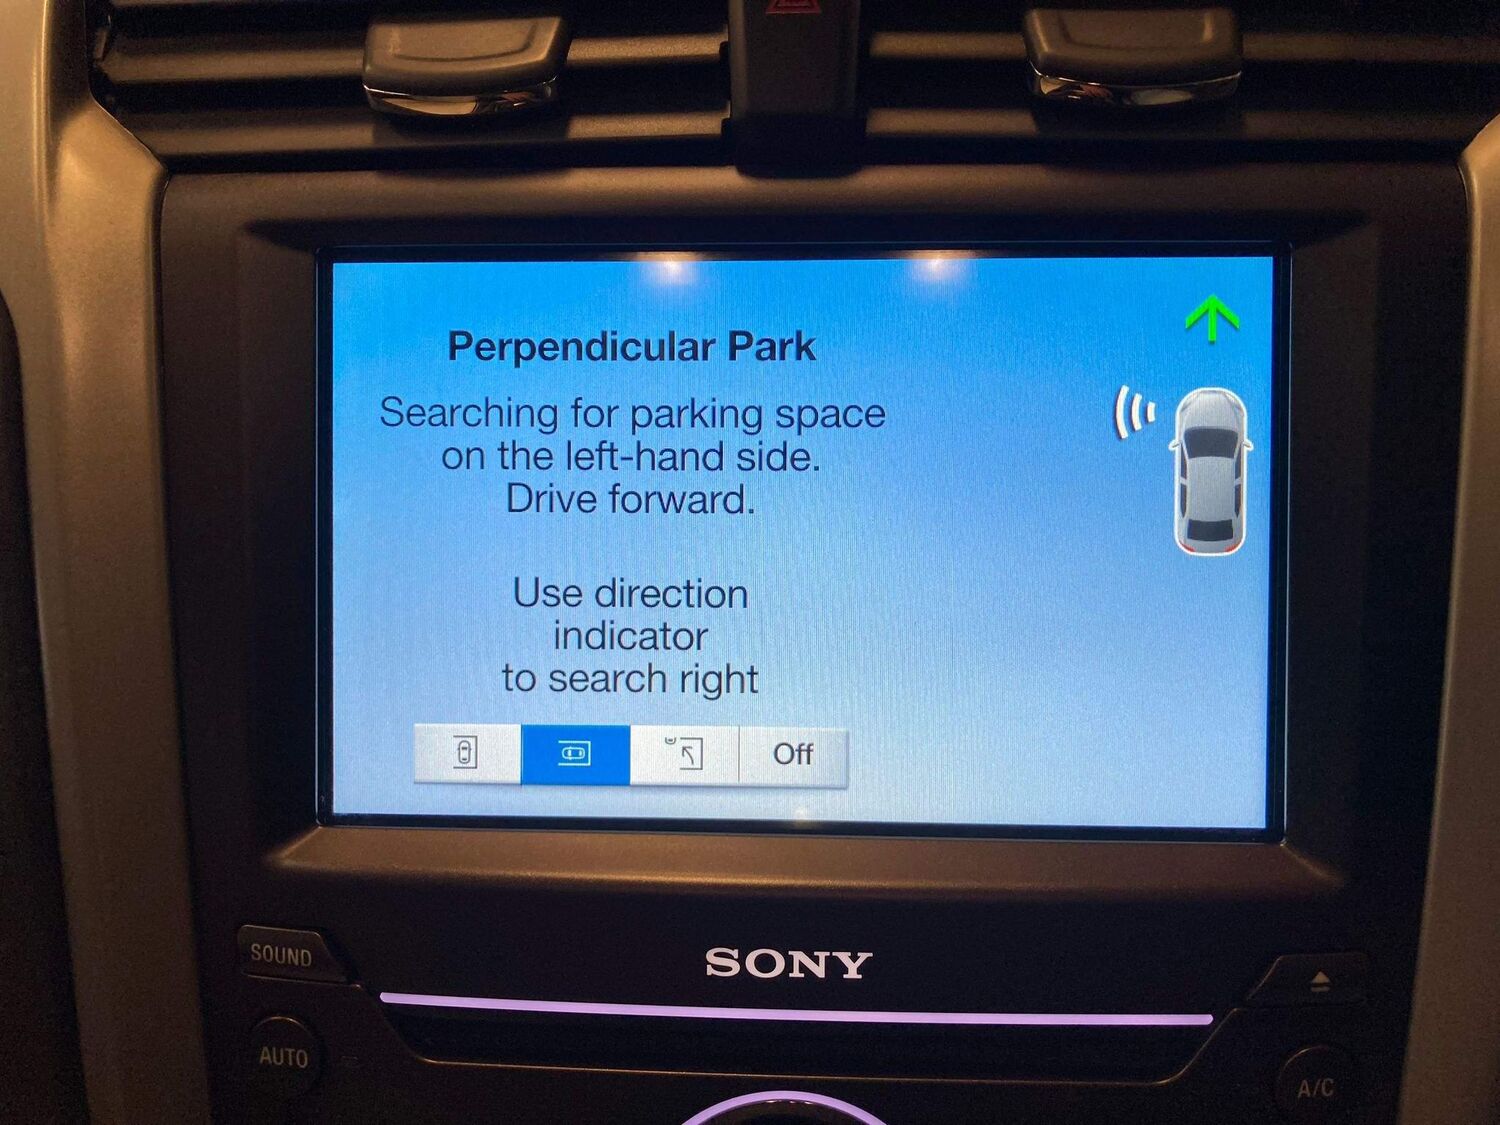 Perpendicular Park
Searching for parking space
on the left-hand side.
Drive forward.
Use direction
indicator
to search right
Off
SOUND
SONY
AUTO
A/C